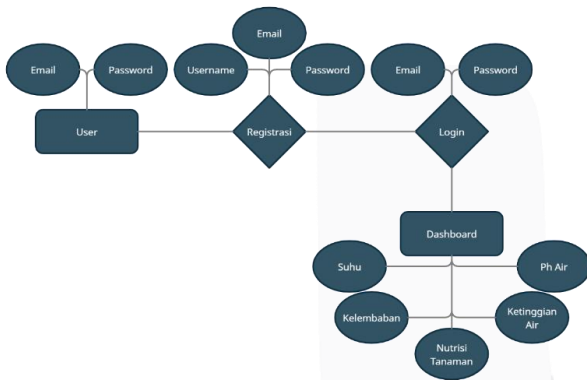 Email
Email
Password
Username
Password
Email
Password
User
Registrasi
Login
Dashboard
Suhu
Ph Air
Kelembaban
Ketinggian
Air
Nutrisi
Tanaman